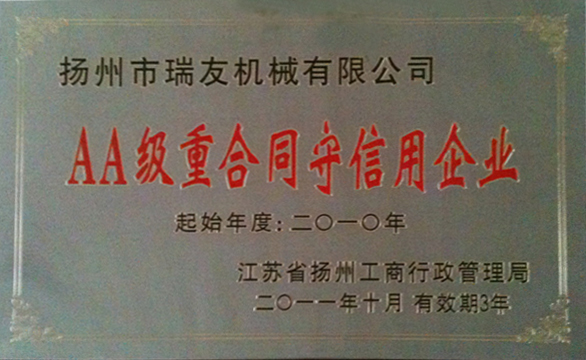 扬州市瑞友机械有限公司
AA级重合同守信用企业
起始年度:二〇一〇年
江苏省扬州工商行政管理局
二〇一一年十月 有效期3年